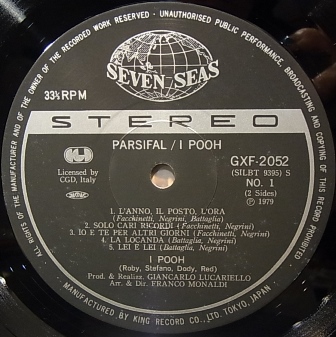 ALL RIGHTS OF THE MANUFACTURER AND OF THE OWNER OF THE RECORDED WORK RESERVED - UNAUTHORISED PUBLIC PERFORMANCE, BROADCASTING AND COPYING OF THIS RECORD PROHIBITED
SEVEN SEAS
33⅓RPM
STEREO
PARSIFAL / I POOH
GXF-2052
(SILBT 9395) S
Licensed by
CGD, Italy
NO. 1
(2 Sides)
JASRAC
Ⓟ 1979
1. L'ANNO, IL POSTO, L'ORA
(Facchinetti, Negrini, Battaglia)
2. SOLO CARI RICORDI (Facchinetti, Negrini)
3. IO E TE PER ALTRI GIORNI (Facchinetti, Negrini)
4. LA LOCANDA (Battaglia, Negrini)
5. LEI E LEI (Battaglia, Negrini)
I POOH
(Roby, Stefano, Dody, Red)
Prod. & Realizz. GIANCARLO LUCARIELLO
Arr. & Dir. FRANCO MONALDI
MANUFACTURED BY KING RECORD CO., LTD. TOKYO, JAPAN